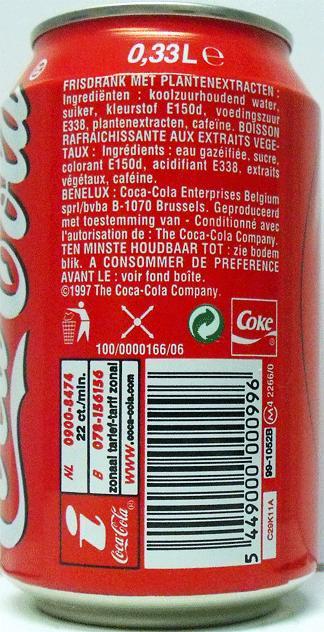 0,33L e
FRISDRANK MET PLANTENEXTRACTEN :
Ingrediënten : koolzuurhoudend water,
suiker, kleurstof E150d, voedingszuur
E338, plantenextracten, cafeïne. BOISSON
RAFRAÎCHISSANTE AUX EXTRAITS VEGE-
TAUX : Ingrédients : eau gazéifiée, sucre,
colorant E150d, acidifiant E338, extraits
végétaux, caféine.
BENELUX : Coca-Cola Enterprises Belgium
sprl/bvba B-1070 Brussels. Geproduceerd
met toestemming van - Conditionné avec
l'autorisation de : The Coca-Cola Company.
TEN MINSTE HOUDBAAR TOT : zie bodem
blik. A CONSOMMER DE PREFERENCE
AVANT LE : voir fond boîte.
©1997 The Coca-Cola Company.
Coke
®
100/0000166/06
NL 0900-8474
22 ct./min.
B 078-156156
zonaal tarief-tarif zonal
www.coca-cola.com
i
Coca-Cola®
5 449000 000996
99-1052B
4 2266/0
C29K11A